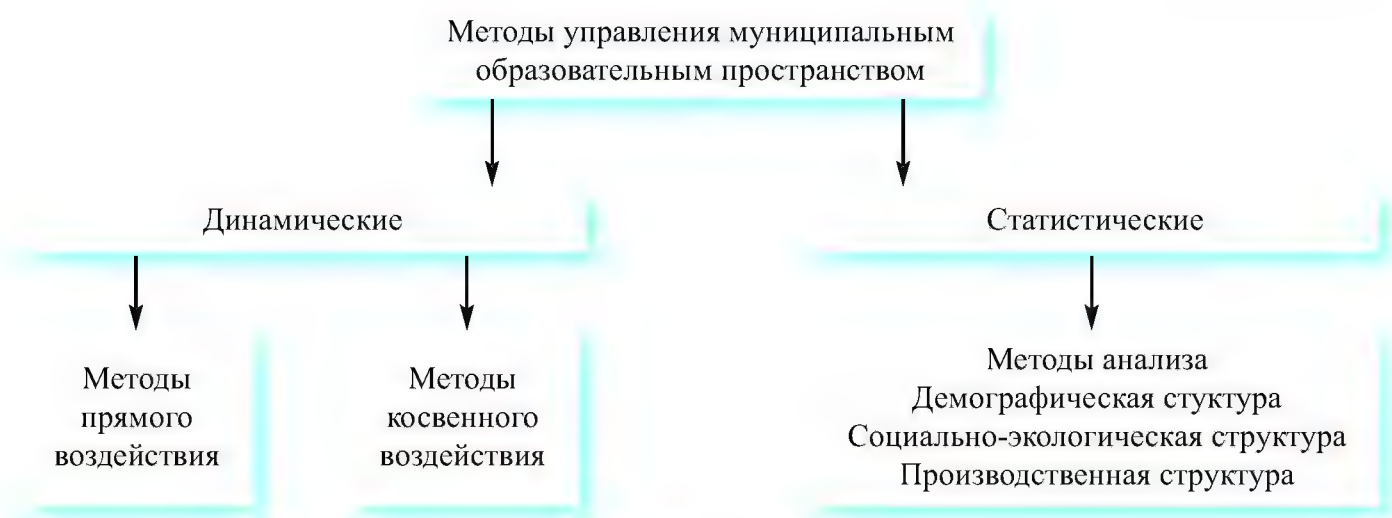 Методы управления муниципальным
образовательным пространством
Динамические
Статистические
Методы
прямого
воздействия
Методы
косвенного
воздействия
Методы анализа
Демографическая стуктура
Социально-экологическая структура
Производственная структура